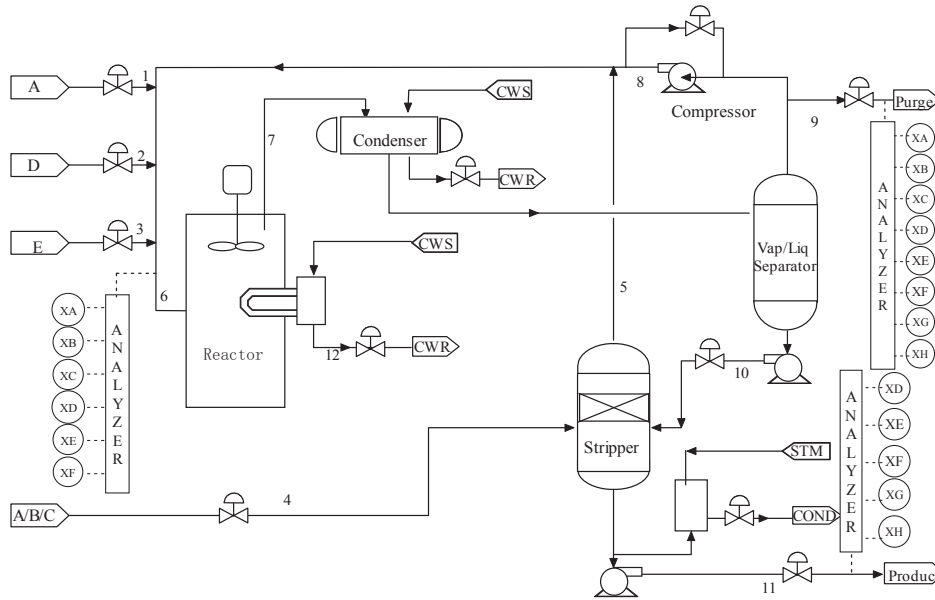 A
1
D
2
E
3
6
XA
XB
XC
XD
XE
XF
ANALYZER
A/B/C
4
7
Reactor
CWS
Condenser
CWR
CWS
12
CWR
8
Compressor
5
Stripper
9
Purge
Vap/Liq
Separator
10
STM
COND
11
Produc
ANALYZER
XA
XB
XC
XD
XE
XF
XG
XH
ANALYZER
XD
XE
XF
XG
XH